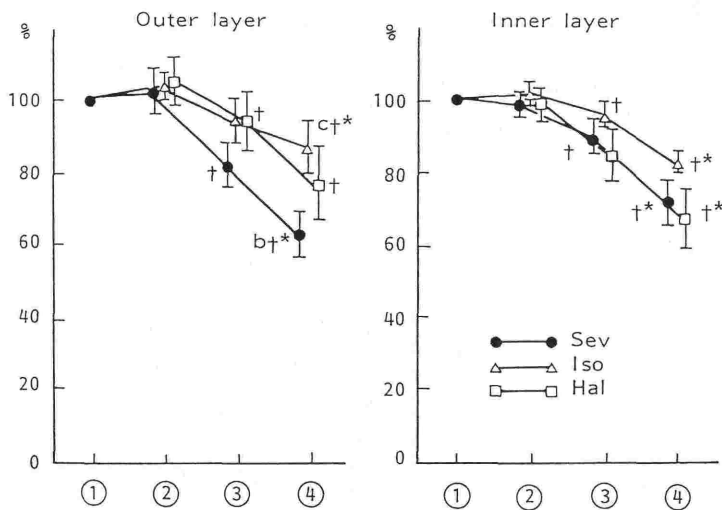 Outer layer
%
100
80
60
40
20
0
†
†
c†*
†
b†*
① ② ③ ④
Inner layer
%
100
80
60
40
20
0
†
†
†*
†*
†*
Sev
Iso
Hal
① ② ③ ④